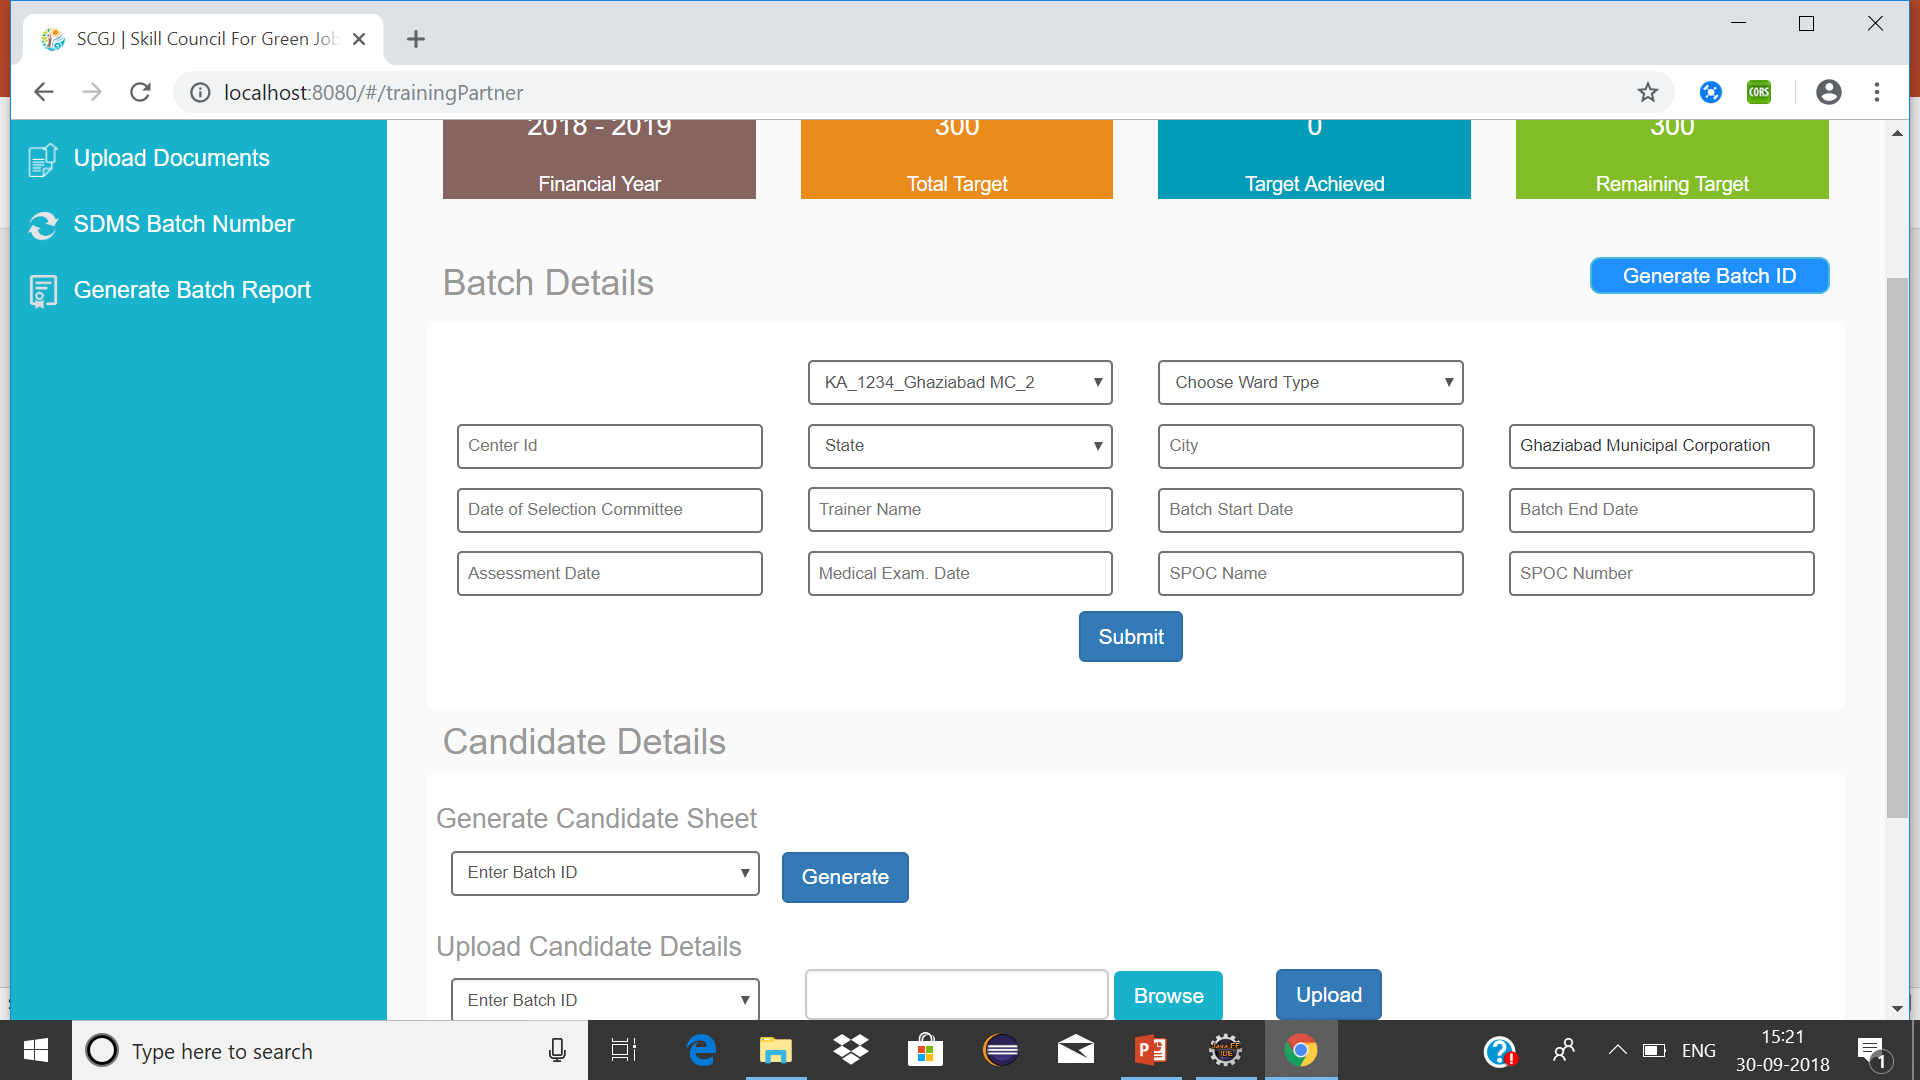 SCGJ | Skill Council For Green Job
localhost:8080/#/trainingPartner
CORS
Upload Documents
SDMS Batch Number
Generate Batch Report
2018 - 2019
Financial Year
300
Total Target
0
Target Achieved
300
Remaining Target
Batch Details
Generate Batch ID
KA_1234_Ghaziabad MC_2
Choose Ward Type
Center Id
State
City
Ghaziabad Municipal Corporation
Date of Selection Committee
Trainer Name
Batch Start Date
Batch End Date
Assessment Date
Medical Exam. Date
SPOC Name
SPOC Number
Submit
Candidate Details
Generate Candidate Sheet
Enter Batch ID
Generate
Upload Candidate Details
Enter Batch ID
Browse
Upload
Type here to search
Java EE
IDE
ENG
15:21
30-09-2018
1